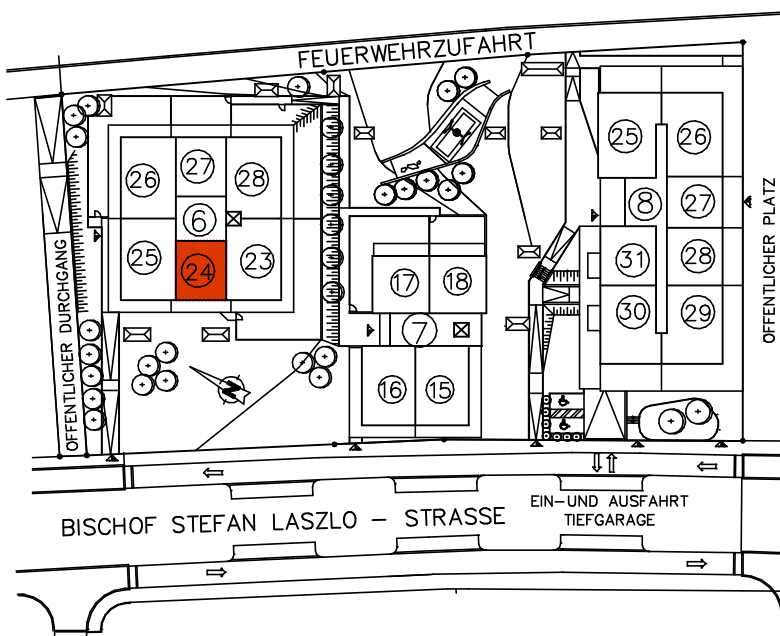 FEUERWEHRZUFAHRT
26
27
28
6
25
24
23
17
18
7
16
15
25
26
8
27
31
28
30
29
N
OFFENTLICHER DURCHGANG
OFFENTLICHER PLATZ
BISCHOF STEFAN LASZLO – STRASSE
EIN–UND AUSFAHRT
TIEFGARAGE